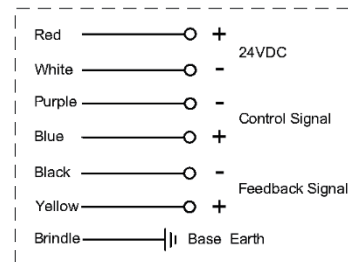 Red +
24VDC
White -
Purple -
Control Signal
Blue +
Black -
Feedback Signal
Yellow +
Brindle Base Earth